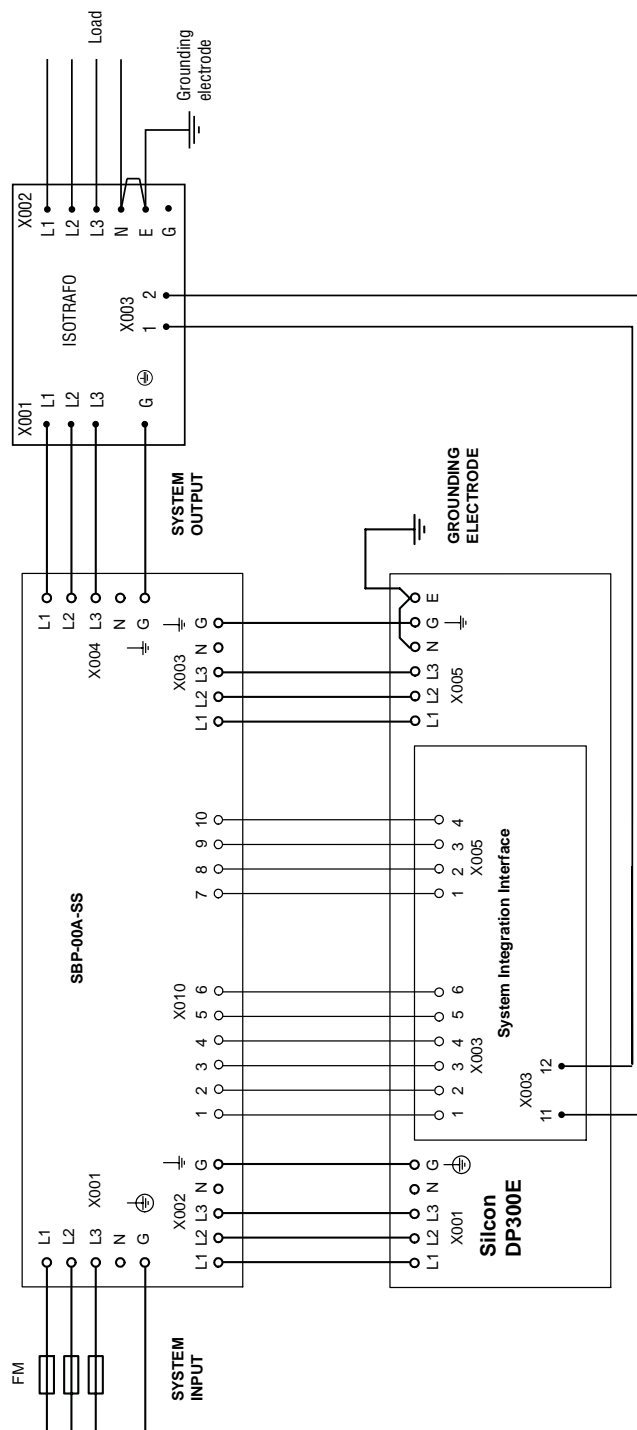 FM
SYSTEM
INPUT
L1
L2
L3
N
G
X001
SBP-00A-SS
X002
L1 L2 L3 N G
X010
1 2 3 4 5 6
7 8 9 10
X003
L1 L2 L3 N G
X004
L1
L2
L3
N
G
SYSTEM
OUTPUT
X001
L1
L2
L3
G
ISOTRAFO
X003
1 2
X002
L1
L2
L3
N
E
G
Load
Grounding
electrode
L1 L2 L3 N G
X001
Silcon
DP300E
1 2 3 4 5 6
X003
1 2 3 4
X005
System Integration Interface
X003
11 12
L1 L2 L3 N G E
X005
GROUNDING
ELECTRODE